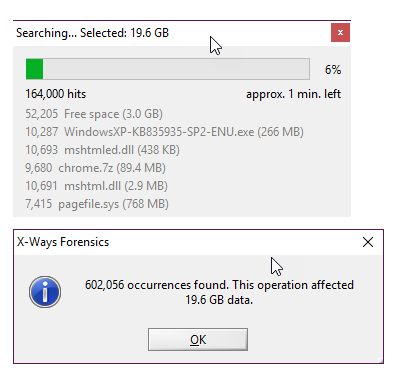 Searching... Selected: 19.6 GB
x
6%
164,000 hits approx. 1 min. left
52,205 Free space (3.0 GB)
10,287 WindowsXP-KB835935-SP2-ENU.exe (266 MB)
10,693 mshtmled.dll (438 KB)
9,680 chrome.7z (89.4 MB)
10,691 mshtml.dll (2.9 MB)
7,415 pagefile.sys (768 MB)
X-Ways Forensics
602,056 occurrences found. This operation affected
19.6 GB data.
OK